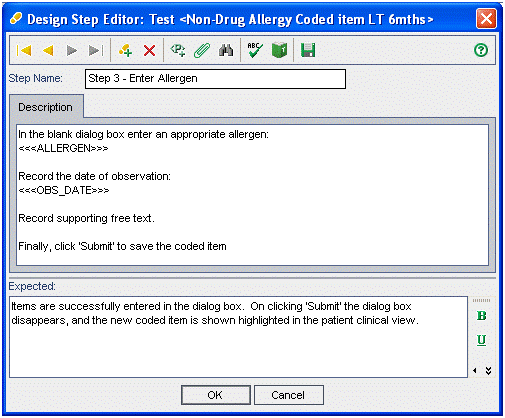 Design Step Editor: Test <Non-Drug Allergy Coded item LT 6mths>
Step Name: Step 3 - Enter Allergen
Description
In the blank dialog box enter an appropriate allergen:
<<<ALLERGEN>>>
Record the date of observation:
<<<OBS_DATE>>>
Record supporting free text.
Finally, click 'Submit' to save the coded item
Expected:
Items are successfully entered in the dialog box. On clicking 'Submit' the dialog box
disappears, and the new coded item is shown highlighted in the patient clinical view.
B
U
OK Cancel